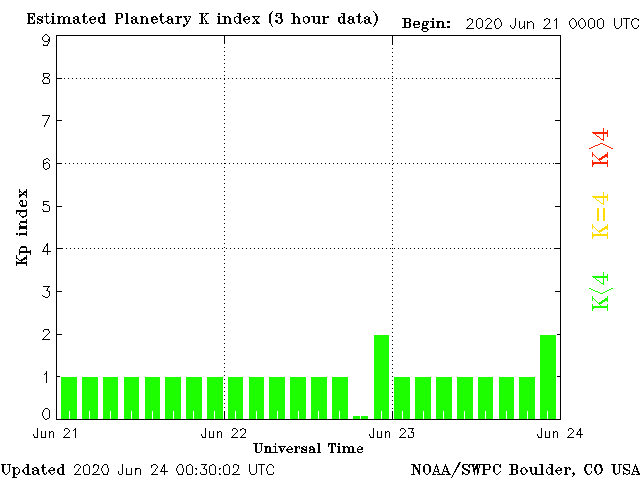 Estimated Planetary K index (3 hour data) Begin: 2020 Jun 21 0000 UTC
9
8
7
6
5
4
3
2
1
0
Kp index
K>4
K=4
K<4
Jun 21 Jun 22 Jun 23 Jun 24
Universal Time
Updated 2020 Jun 24 00:30:02 UTC NOAA/SWPC Boulder, CO USA